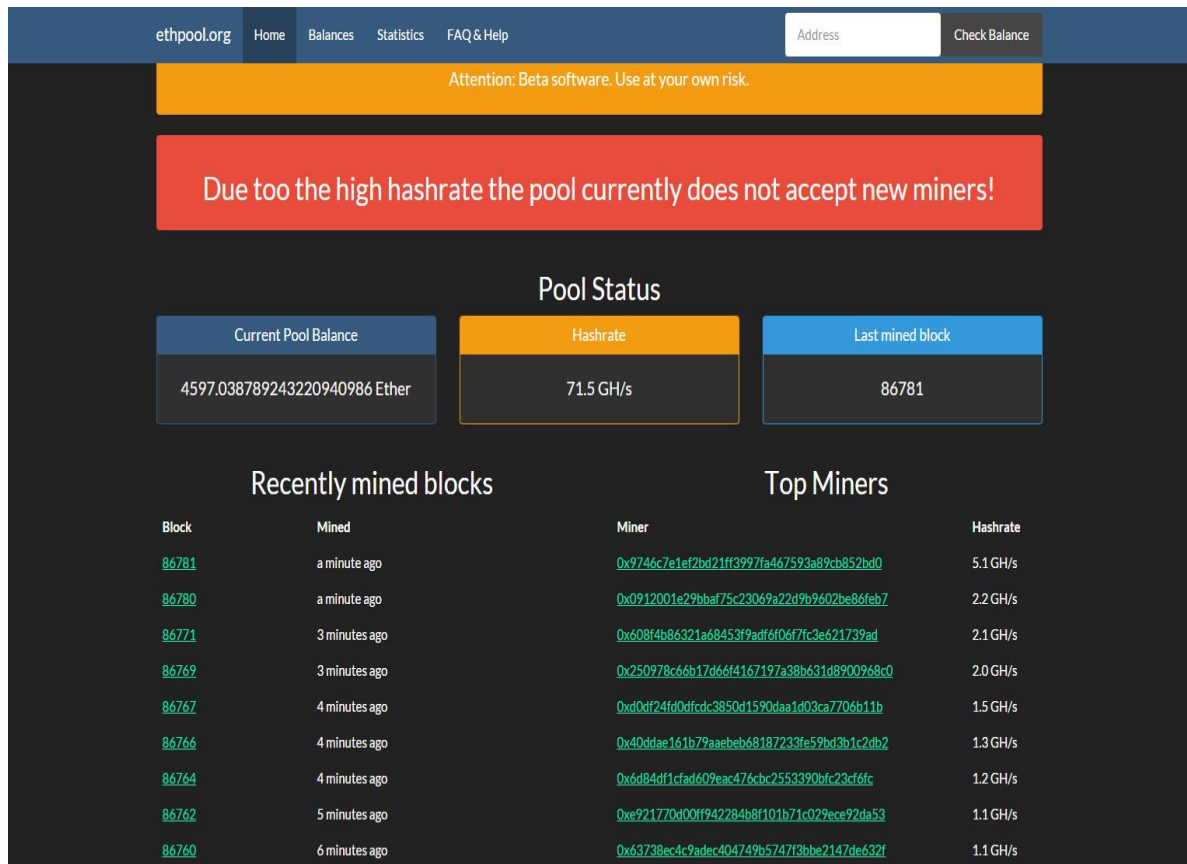 ethpool.org Home Balances Statistics FAQ & Help Address Check Balance
Attention: Beta software. Use at your own risk.
Due too the high hashrate the pool currently does not accept new miners!
Pool Status
Current Pool Balance
4597.038789243220940986 Ether
Hashrate
71.5 GH/s
Last mined block
86781
Recently mined blocks
Block Mined
86781 a minute ago
86780 a minute ago
86771 3 minutes ago
86769 3 minutes ago
86767 4 minutes ago
86766 4 minutes ago
86764 4 minutes ago
86762 5 minutes ago
86760 6 minutes ago
Top Miners
Miner Hashrate
0x9746c7e1ef2bd21ff3997fa467593a89cb852bd0 5.1 GH/s
0x0912001e29bbaf75c23069a22d9b9602be86feb7 2.2 GH/s
0x608f4b86321a68453f9adf6f06f7fc3e621739ad 2.1 GH/s
0x250978c66b17d66f4167197a38b631d8900968c0 2.0 GH/s
0xd0df24fd0dfcdc3850d1590daa1d03ca7706b11b 1.5 GH/s
0x40ddae161b79aaebeb68187233fe59bd3b1c2db2 1.3 GH/s
0x6d84df1cfad609eac476cbc2553390bfc23cf6fc 1.2 GH/s
0xe921770d00ff942284b8f101b71c029ece92da53 1.1 GH/s
0x63738ec4c9adec404749b5747f3bbe2147de632f 1.1 GH/s